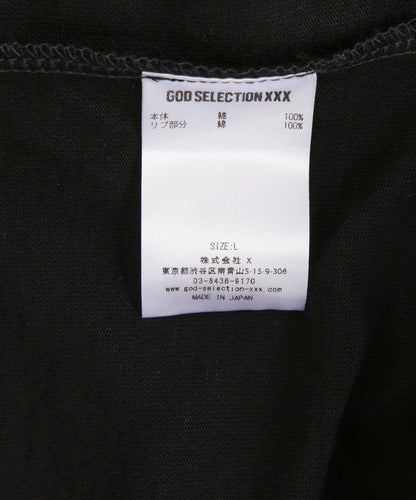 GOD SELECTION XXX
本体 綿 100%
リブ部分 綿 100%
SIZE:L
株式会社 X
東京都渋谷区南青山5-15-9-306
03-5438-8170
www.god-selection-xxx.com
MADE IN JAPAN